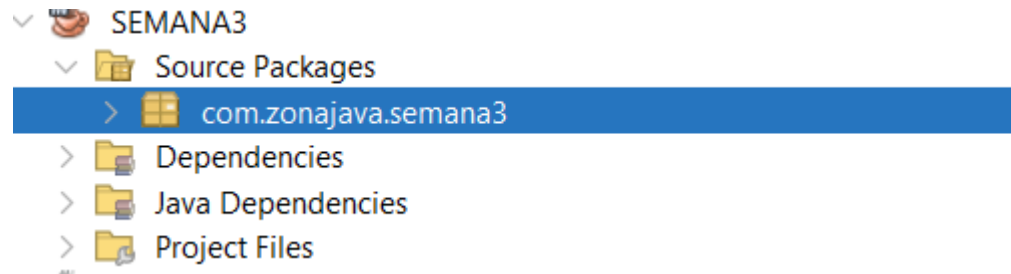 SEMANA3
Source Packages
com.zonajava.semana3
Dependencies
Java Dependencies
Project Files